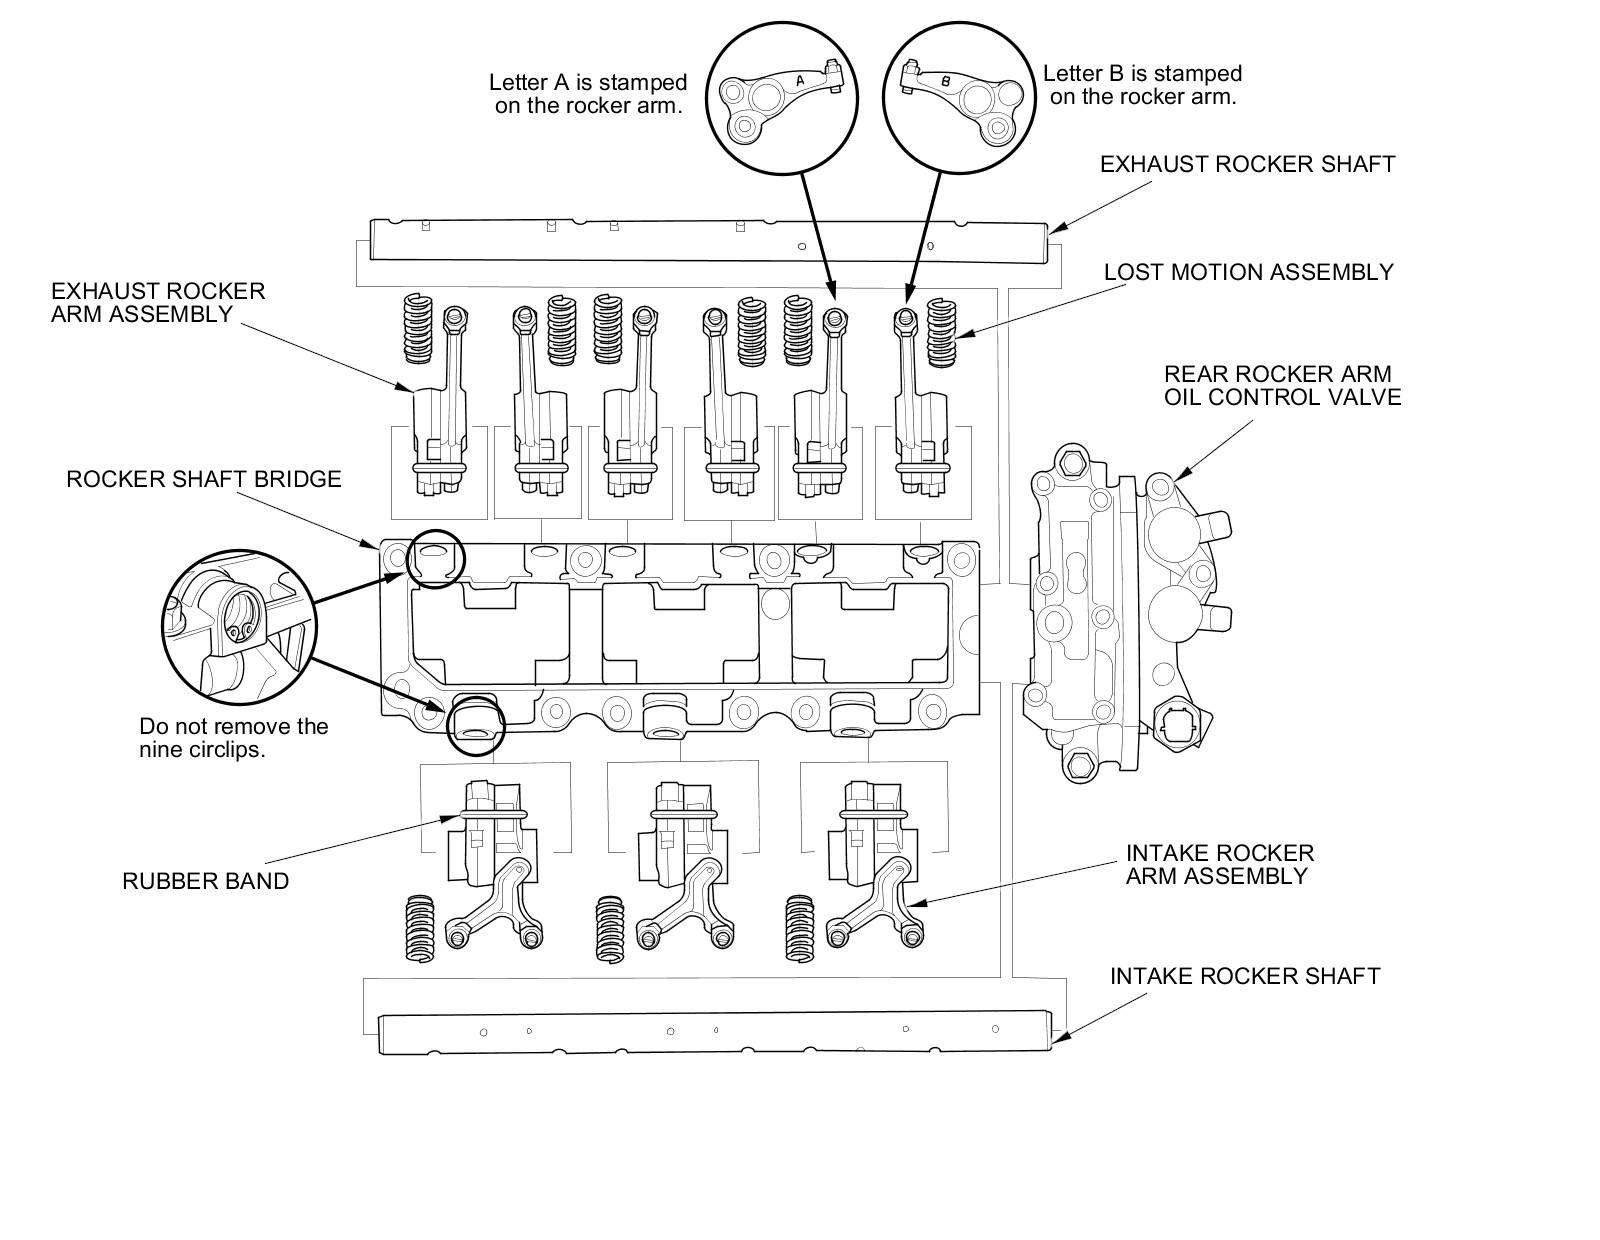 Letter A is stamped
on the rocker arm.
A
B
Letter B is stamped
on the rocker arm.
EXHAUST ROCKER SHAFT
LOST MOTION ASSEMBLY
EXHAUST ROCKER
ARM ASSEMBLY
REAR ROCKER ARM
OIL CONTROL VALVE
ROCKER SHAFT BRIDGE
Do not remove the
nine circlips.
RUBBER BAND
INTAKE ROCKER
ARM ASSEMBLY
INTAKE ROCKER SHAFT